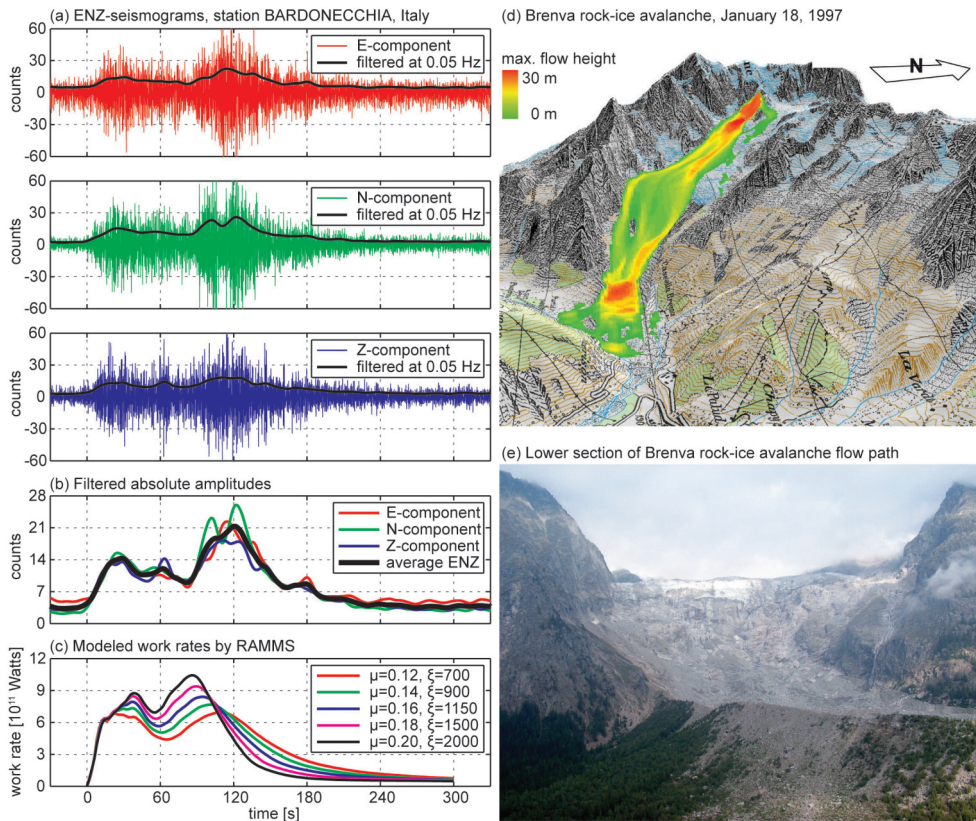 (a) ENZ-seismograms, station BARDONECCHIA, Italy
60
30
0
-30
-60
counts
E-component
filtered at 0.05 Hz
60
30
0
-30
-60
counts
N-component
filtered at 0.05 Hz
60
30
0
-30
-60
counts
Z-component
filtered at 0.05 Hz
(b) Filtered absolute amplitudes
28
21
14
7
0
counts
E-component
N-component
Z-component
average ENZ
(c) Modeled work rates by RAMMS
12
9
6
3
0
work rate [10¹¹ Watts]
μ=0.12, ξ=700
μ=0.14, ξ=900
μ=0.16, ξ=1150
μ=0.18, ξ=1500
μ=0.20, ξ=2000
0 60 120 180 240 300
time [s]
(d) Brenva rock-ice avalanche, January 18, 1997
max. flow height
30 m
0 m
N
(e) Lower section of Brenva rock-ice avalanche flow path